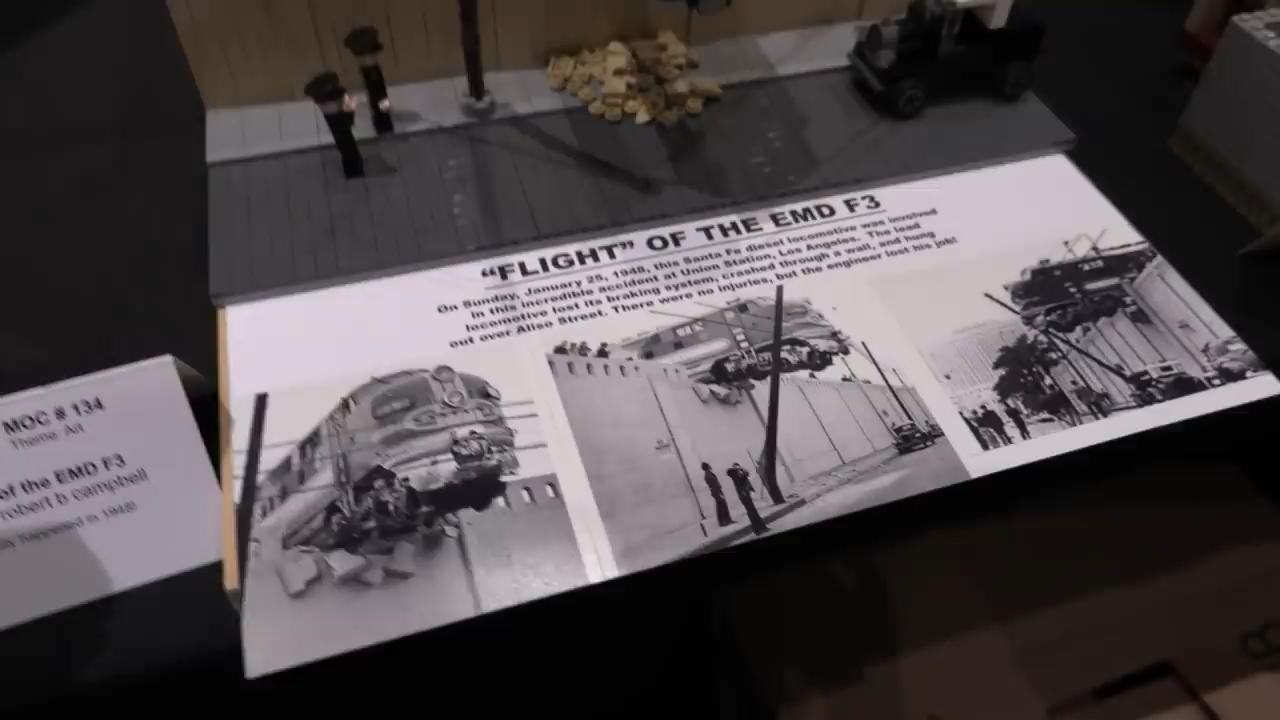 “FLIGHT” OF THE EMD F3
On Sunday, January 25, 1948, this Santa Fe diesel locomotive was involved
in this incredible accident at Union Station, Los Angeles. The lead
locomotive lost its braking system, crashed through a wall, and hung
out over Aliso Street. There were no injuries, but the engineer lost his job!
MOC # 134
Theme: Art
of the EMD F3
robert b campbell
happened in 1948!